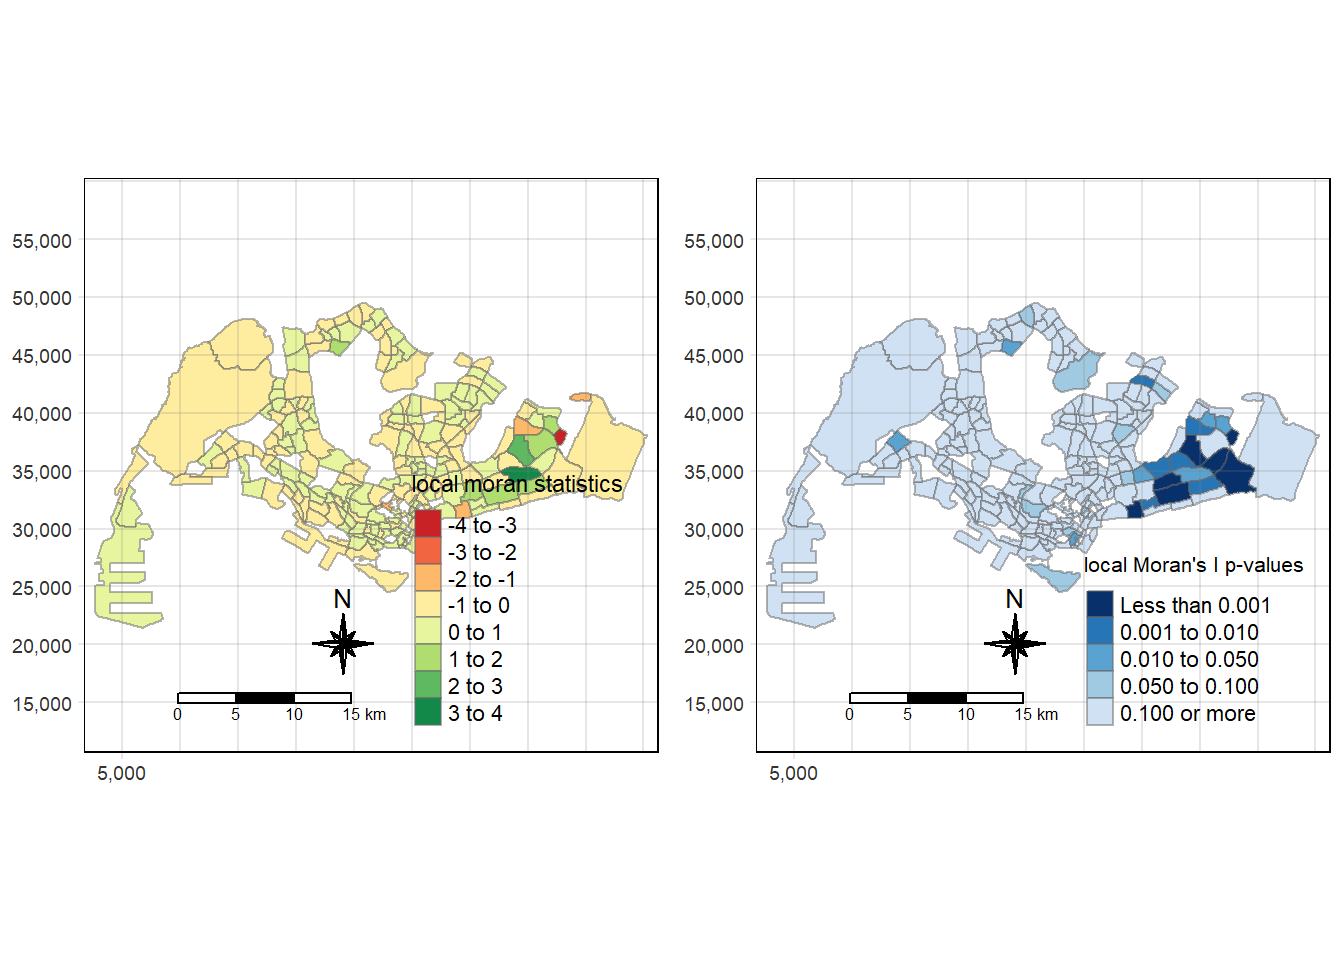 55,000
50,000
45,000
40,000
35,000
30,000
25,000
20,000
15,000
5,000
local moran statistics
-4 to -3
-3 to -2
-2 to -1
-1 to 0
0 to 1
1 to 2
2 to 3
3 to 4
N
0 5 10 15 km
55,000
50,000
45,000
40,000
35,000
30,000
25,000
20,000
15,000
5,000
local Moran's I p-values
Less than 0.001
0.001 to 0.010
0.010 to 0.050
0.050 to 0.100
0.100 or more
N
0 5 10 15 km